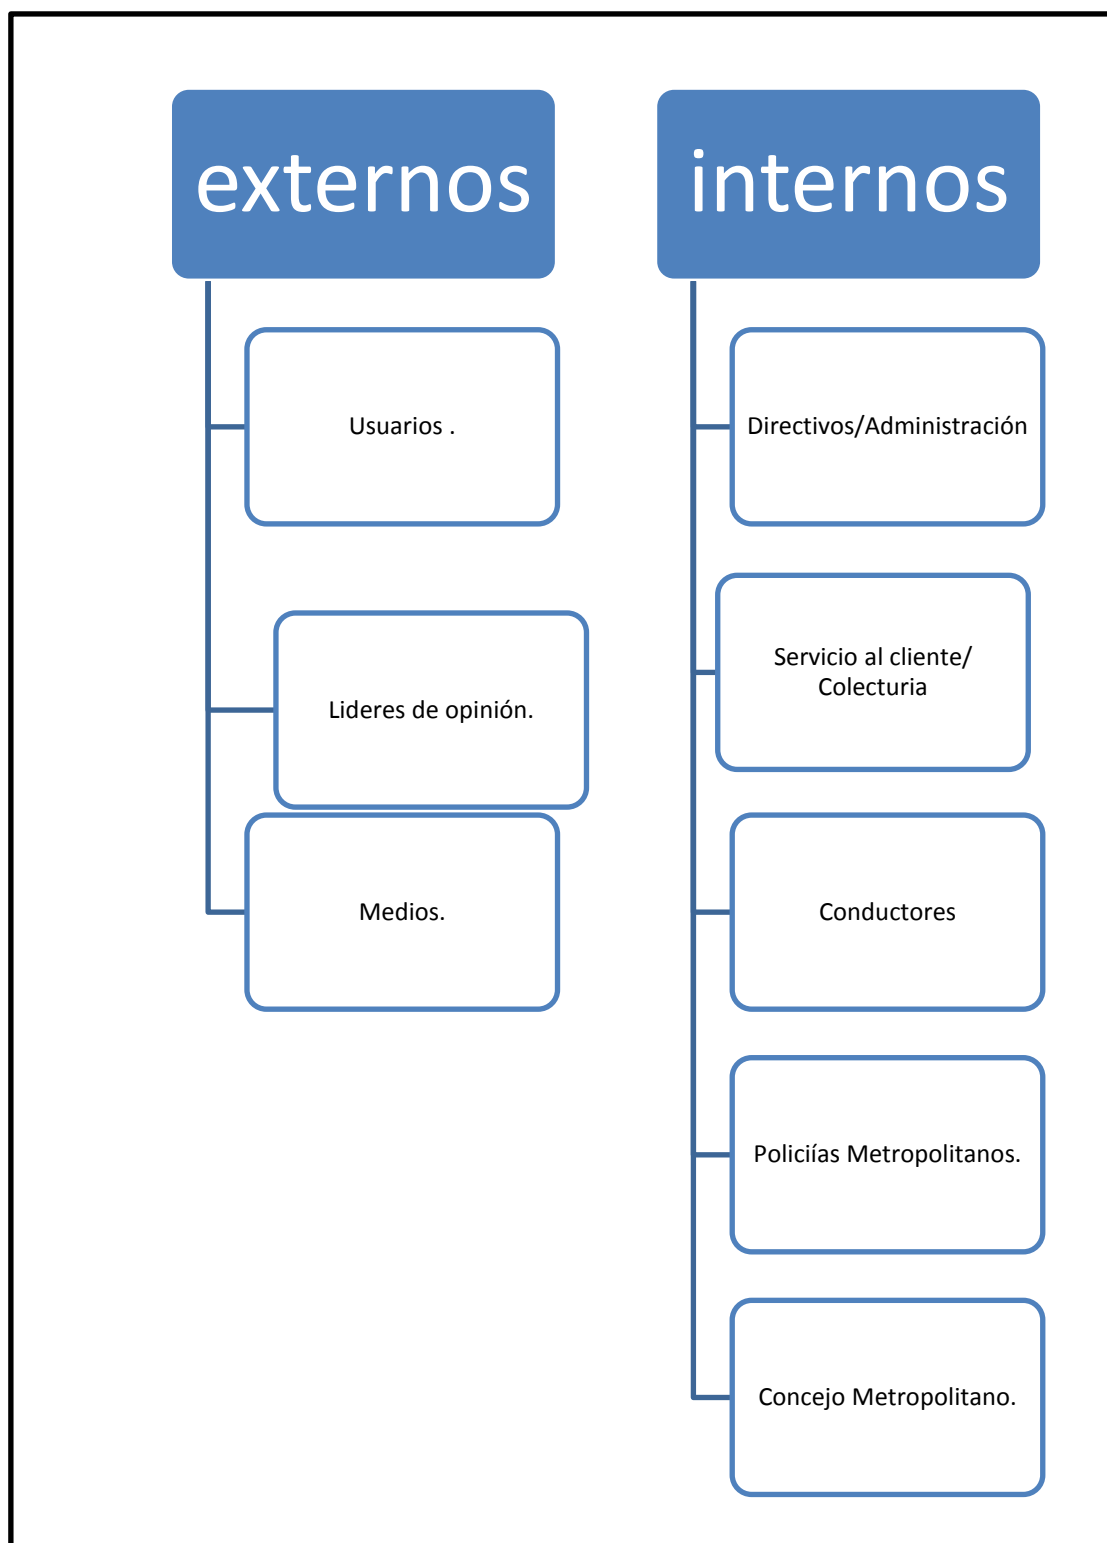 externos
Usuarios .
Lideres de opinión.
Medios.
internos
Directivos/Administración
Servicio al cliente/
Colecturia
Conductores
Policiías Metropolitanos.
Concejo Metropolitano.